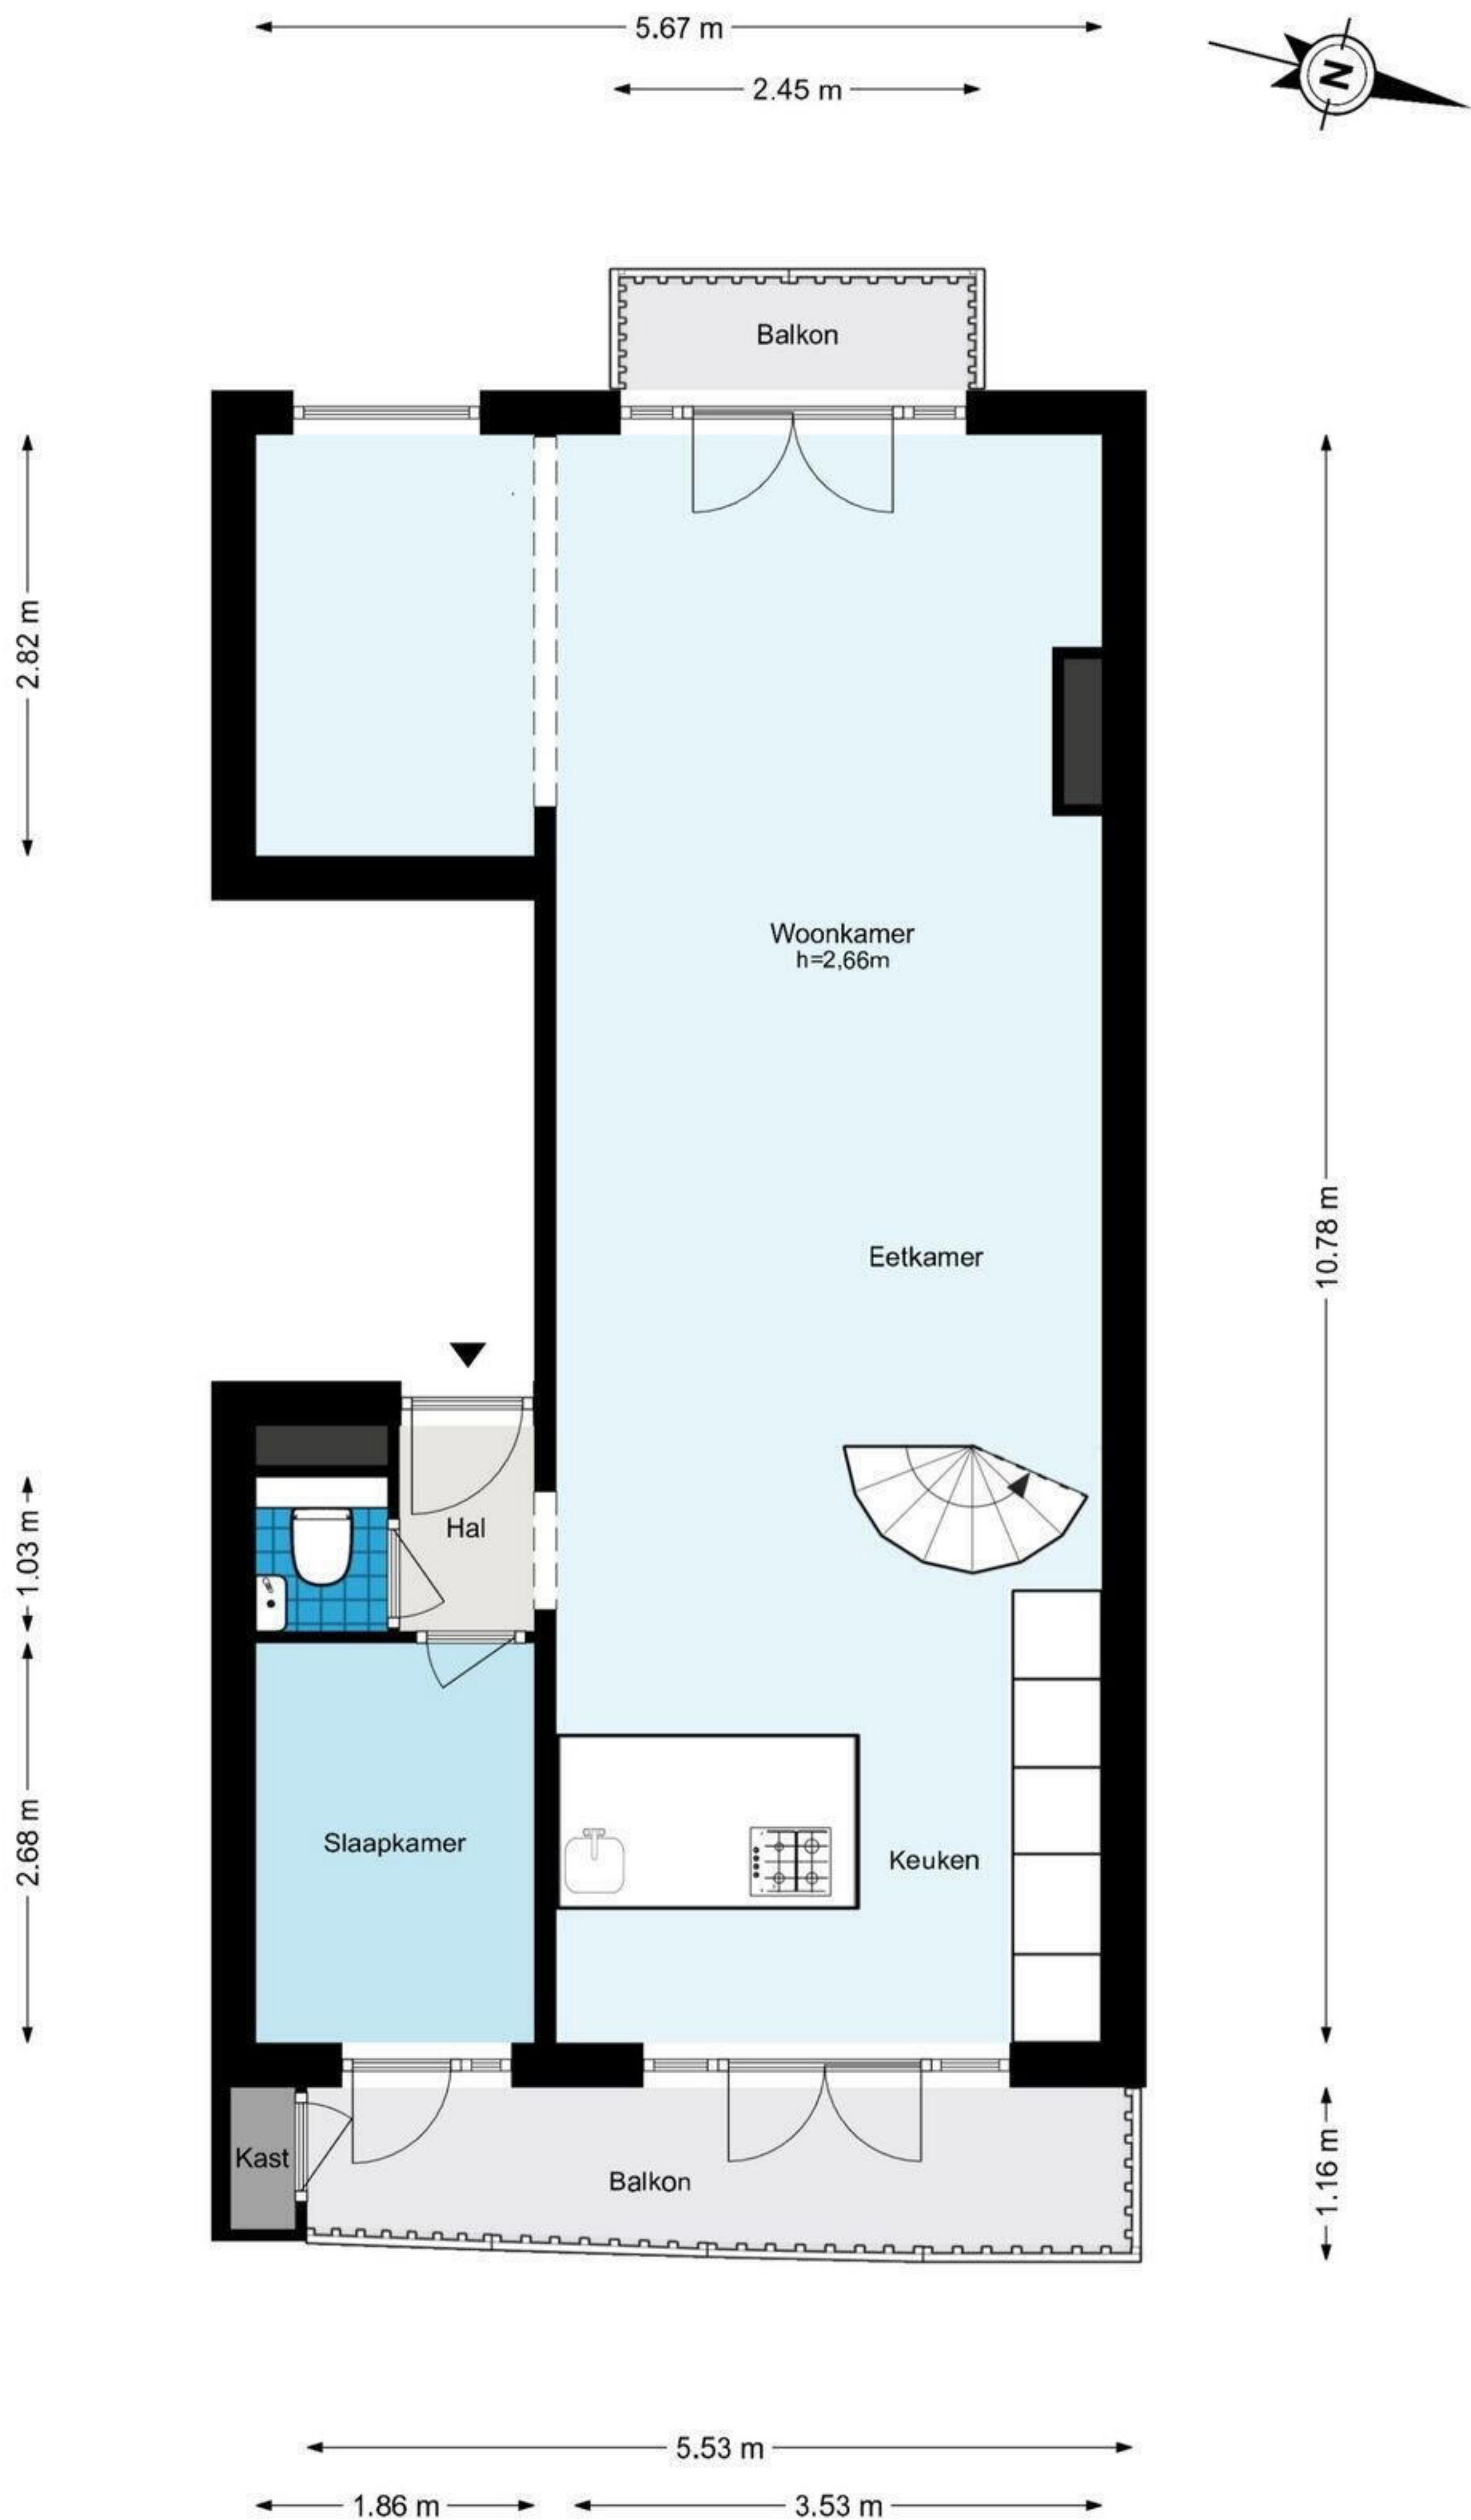 5.67 m
2.45 m
N
Balkon
2.82 m
Woonkamer
h=2,66m
10.78 m
Eetkamer
Hal
1.03 m
Slaapkamer
2.68 m
Keuken
Kast
Balkon
1.16 m
5.53 m
1.86 m
3.53 m